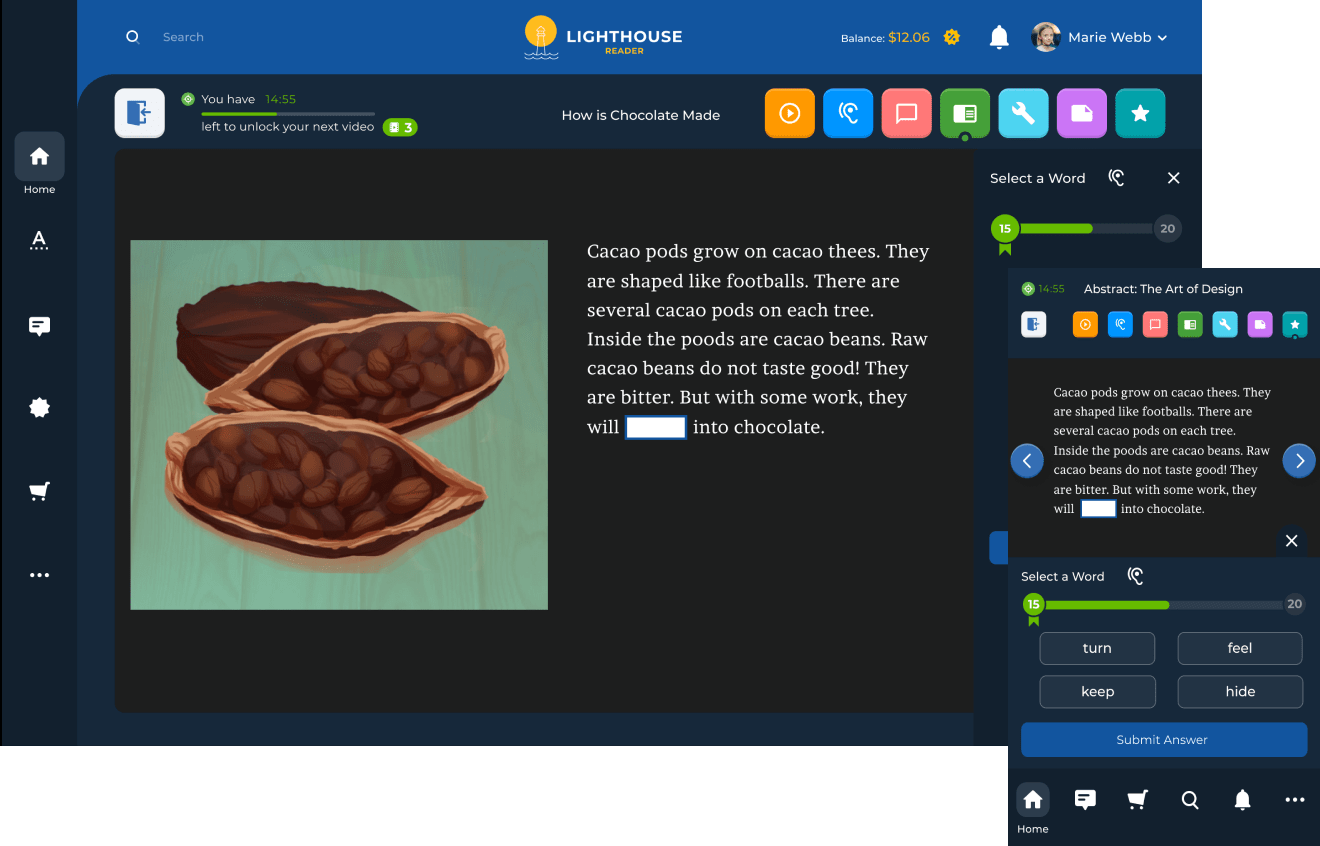 Search
LIGHTHOUSE
READER
Balance: $12.06
Marie Webb
You have 14:55
left to unlock your next video 3
How is Chocolate Made
Home
A
Select a Word
15 20
Cacao pods grow on cacao thees. They
are shaped like footballs. There are
several cacao pods on each tree.
Inside the poods are cacao beans. Raw
cacao beans do not taste good! They
are bitter. But with some work, they
will into chocolate.
14:55 Abstract: The Art of Design
Cacao pods grow on cacao thees. They
are shaped like footballs. There are
several cacao pods on each tree.
Inside the poods are cacao beans. Raw
cacao beans do not taste good! They
are bitter. But with some work, they
will into chocolate.
Select a Word
15 20
turn feel
keep hide
Submit Answer
Home